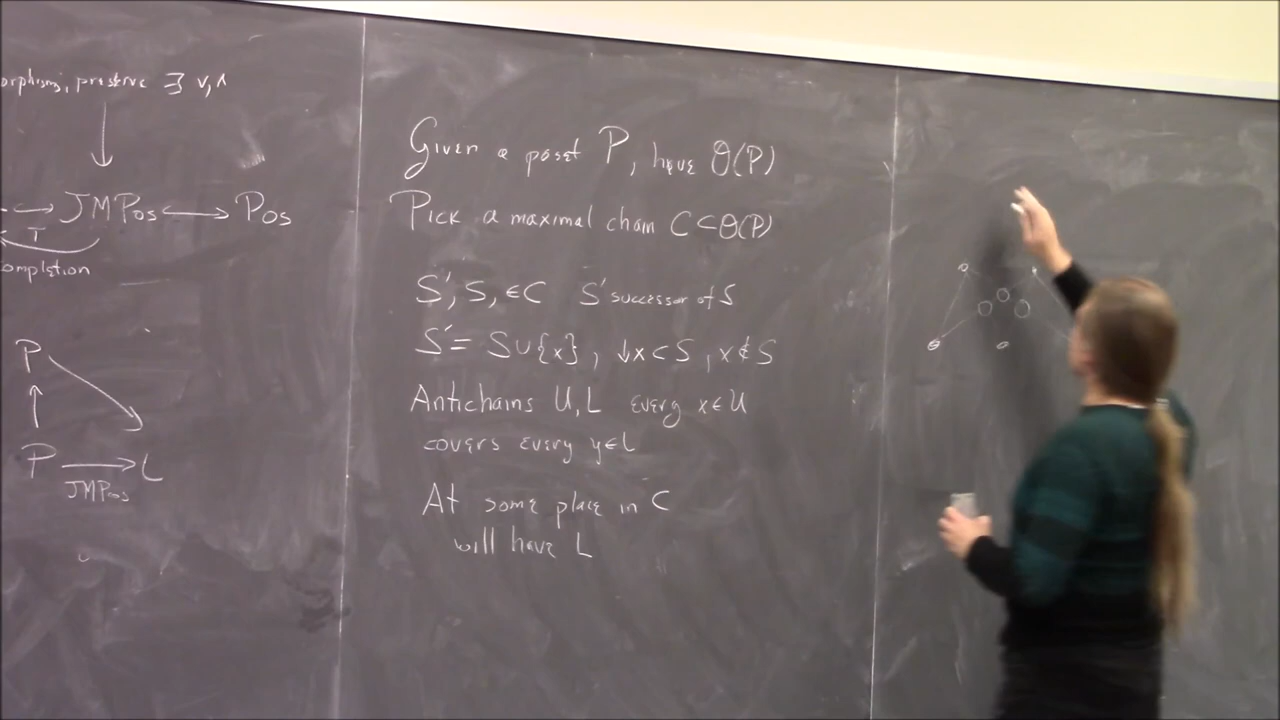 orphisms, preserve ∃ ∨,∧
JMPos ⟷ Pos
T
ompletion
P
P → L
JMPos
Given a poset P, have O(P)
Pick a maximal chain C⊂O(P)
S', S, ∈C S' successor of S
S' = S∪{x}, ↓x⊂S, x∉S
Antichains U, L every x∈U
covers every y∈L
At some place in C
will have L